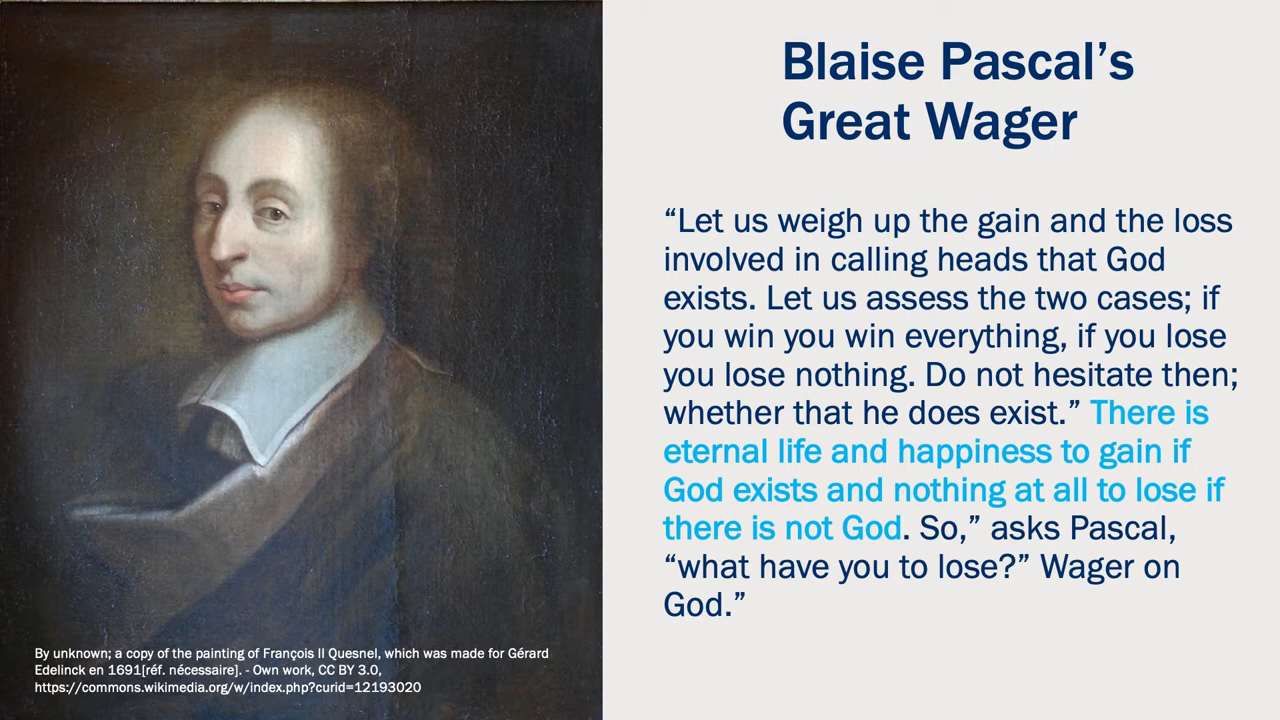 Blaise Pascal’s
Great Wager
“Let us weigh up the gain and the loss
involved in calling heads that God
exists. Let us assess the two cases; if
you win you win everything, if you lose
you lose nothing. Do not hesitate then;
whether that he does exist.” There is
eternal life and happiness to gain if
God exists and nothing at all to lose if
there is not God. So,” asks Pascal,
“what have you to lose?” Wager on
God.”
By unknown; a copy of the painting of François II Quesnel, which was made for Gérard
Edelinck en 1691[réf. nécessaire]. - Own work, CC BY 3.0,
https://commons.wikimedia.org/w/index.php?curid=12193020